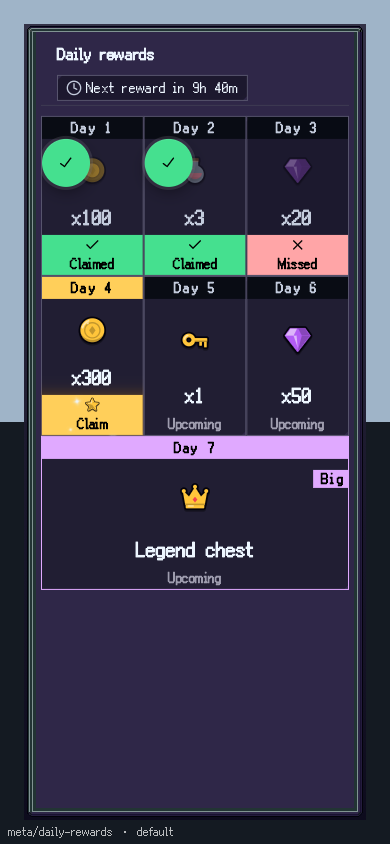 Daily rewards
Next reward in 9h 40m
Day 1
Day 2
Day 3
x100
x3
x20
Claimed
Claimed
Missed
Day 4
Day 5
Day 6
x300
x1
x50
Claim
Upcoming
Upcoming
Day 7
Big
Legend chest
Upcoming
meta/daily-rewards · default